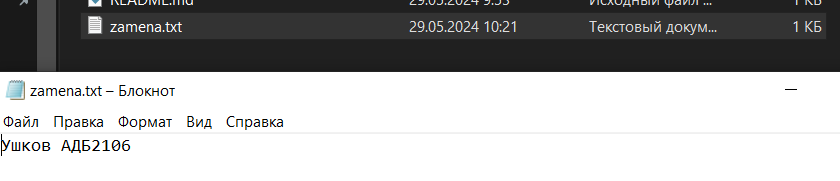 README.md 29.05.2024 9:53 Исходный файл ... 1 КБ
zamena.txt 29.05.2024 10:21 Текстовый докум... 1 КБ
zamena.txt – Блокнот
Файл Правка Формат Вид Справка
Ушков АДБ2106